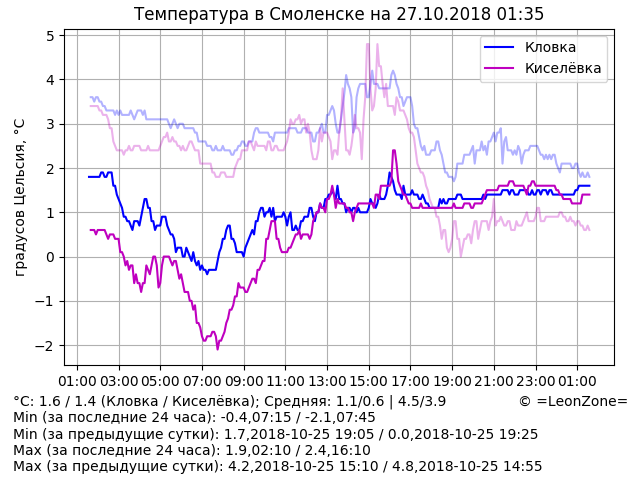 Температура в Смоленске на 27.10.2018 01:35
Кловка
Киселёвка
градусов Цельсия, °C
5
4
3
2
1
0
−1
−2
01:00 03:00 05:00 07:00 09:00 11:00 13:00 15:00 17:00 19:00 21:00 23:00 01:00
°C: 1.6 / 1.4 (Кловка / Киселёвка); Средняя: 1.1/0.6 | 4.5/3.9 © =LeonZone=
Min (за последние 24 часа): -0.4,07:15 / -2.1,07:45
Min (за предыдущие сутки): 1.7,2018-10-25 19:05 / 0.0,2018-10-25 19:25
Max (за последние 24 часа): 1.9,02:10 / 2.4,16:10
Max (за предыдущие сутки): 4.2,2018-10-25 15:10 / 4.8,2018-10-25 14:55